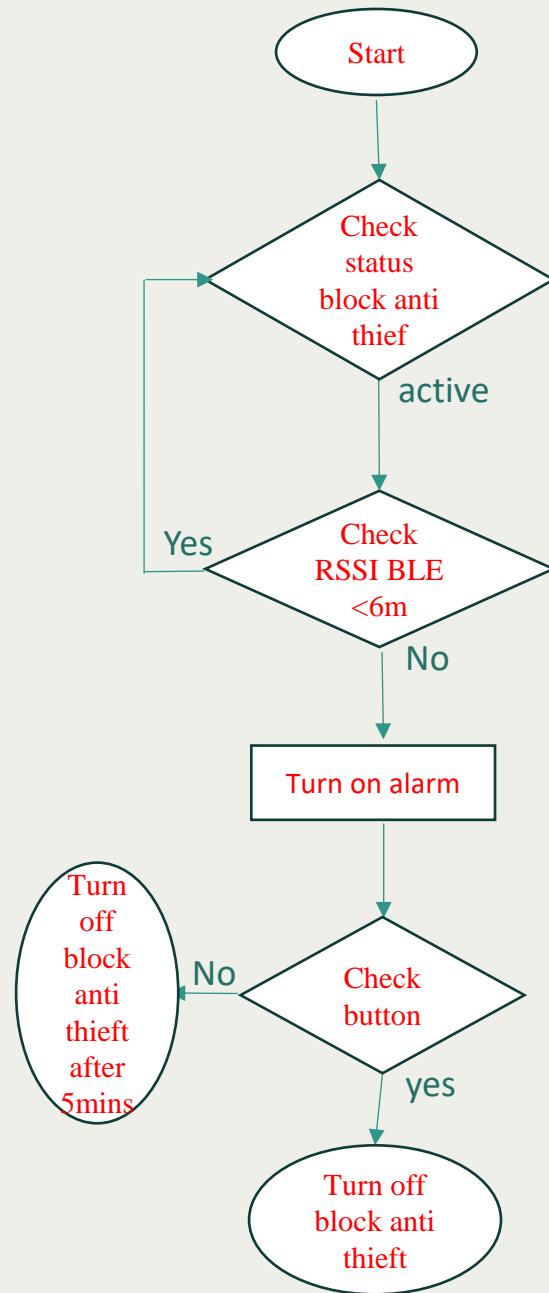 Start
Check
status
block anti
thief
active
Yes
Check
RSSI BLE
<6m
No
Turn on alarm
Turn
off
block
anti
thieft
after
5mins
No
Check
button
yes
Turn off
block anti
thieft